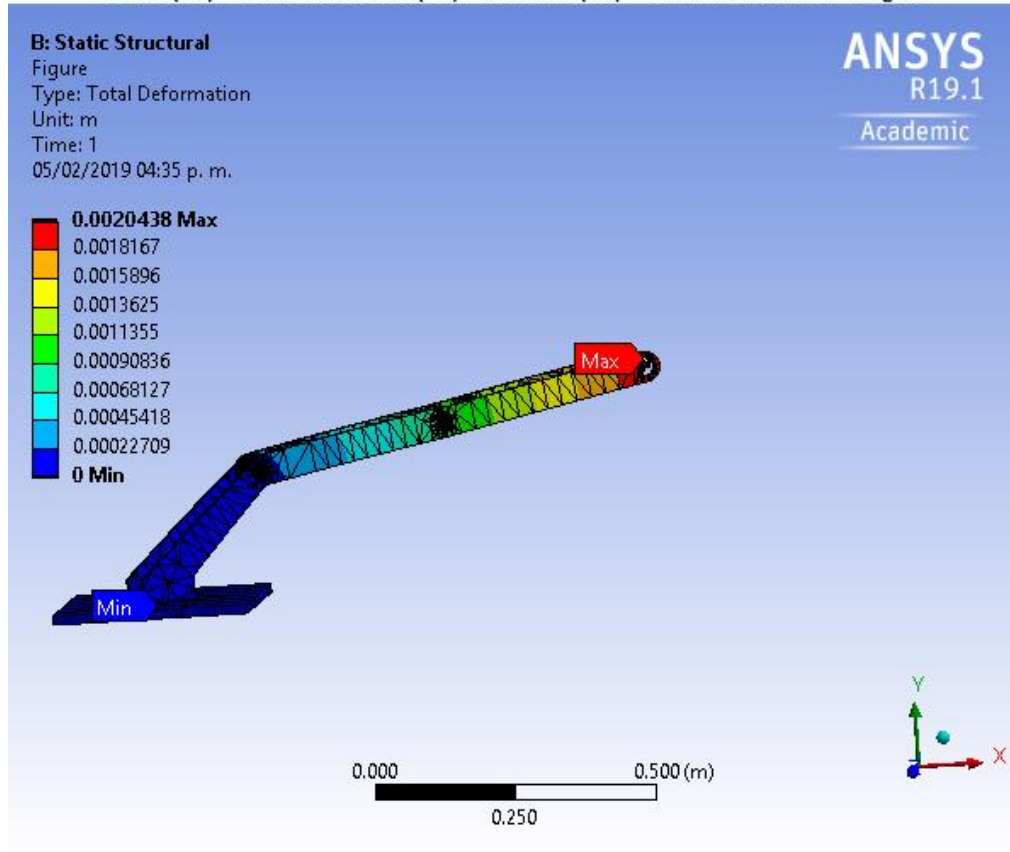 B: Static Structural
Figure
Type: Total Deformation
Unit: m
Time: 1
05/02/2019 04:35 p. m.
ANSYS
R19.1
Academic
0.0020438 Max
0.0018167
0.0015896
0.0013625
0.0011355
0.00090836
0.00068127
0.00045418
0.00022709
0 Min
Max
Min
Y
X
0.000
0.500 (m)
0.250